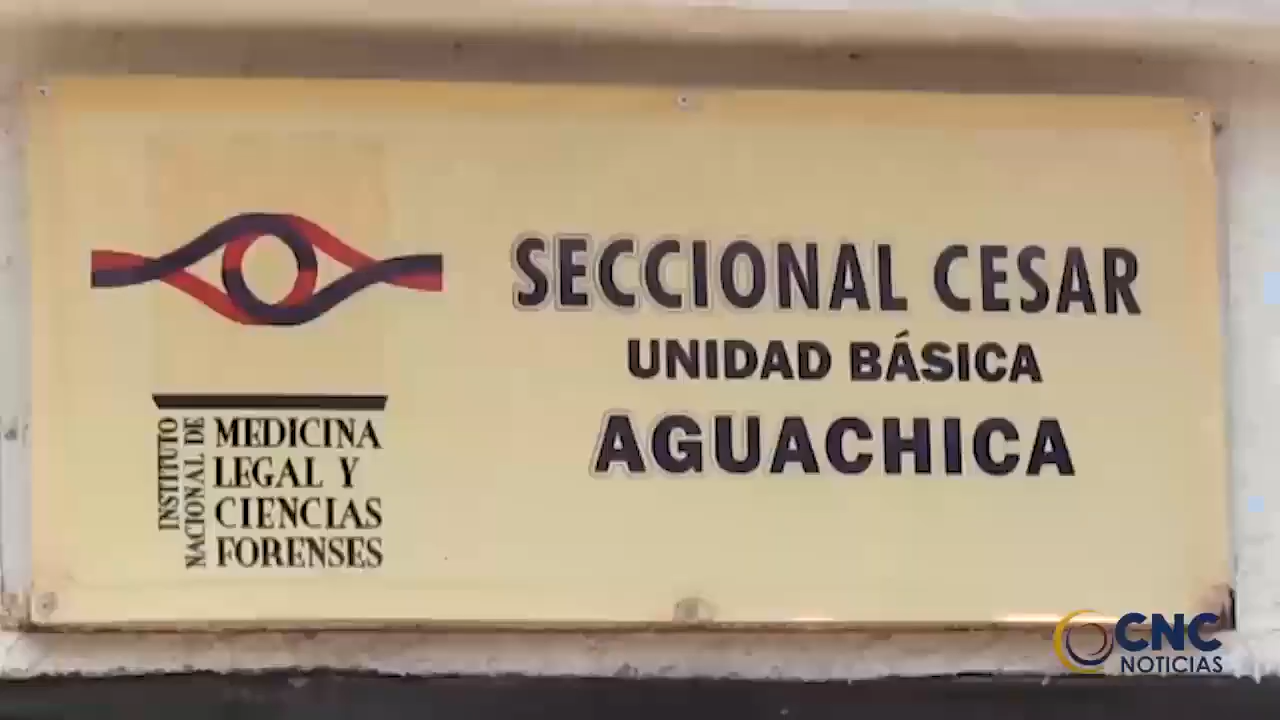 INSTITUTO
NACIONAL DE
MEDICINA
LEGAL Y
CIENCIAS
FORENSES
SECCIONAL CESAR
UNIDAD BÁSICA
AGUACHICA
CNC
NOTICIAS